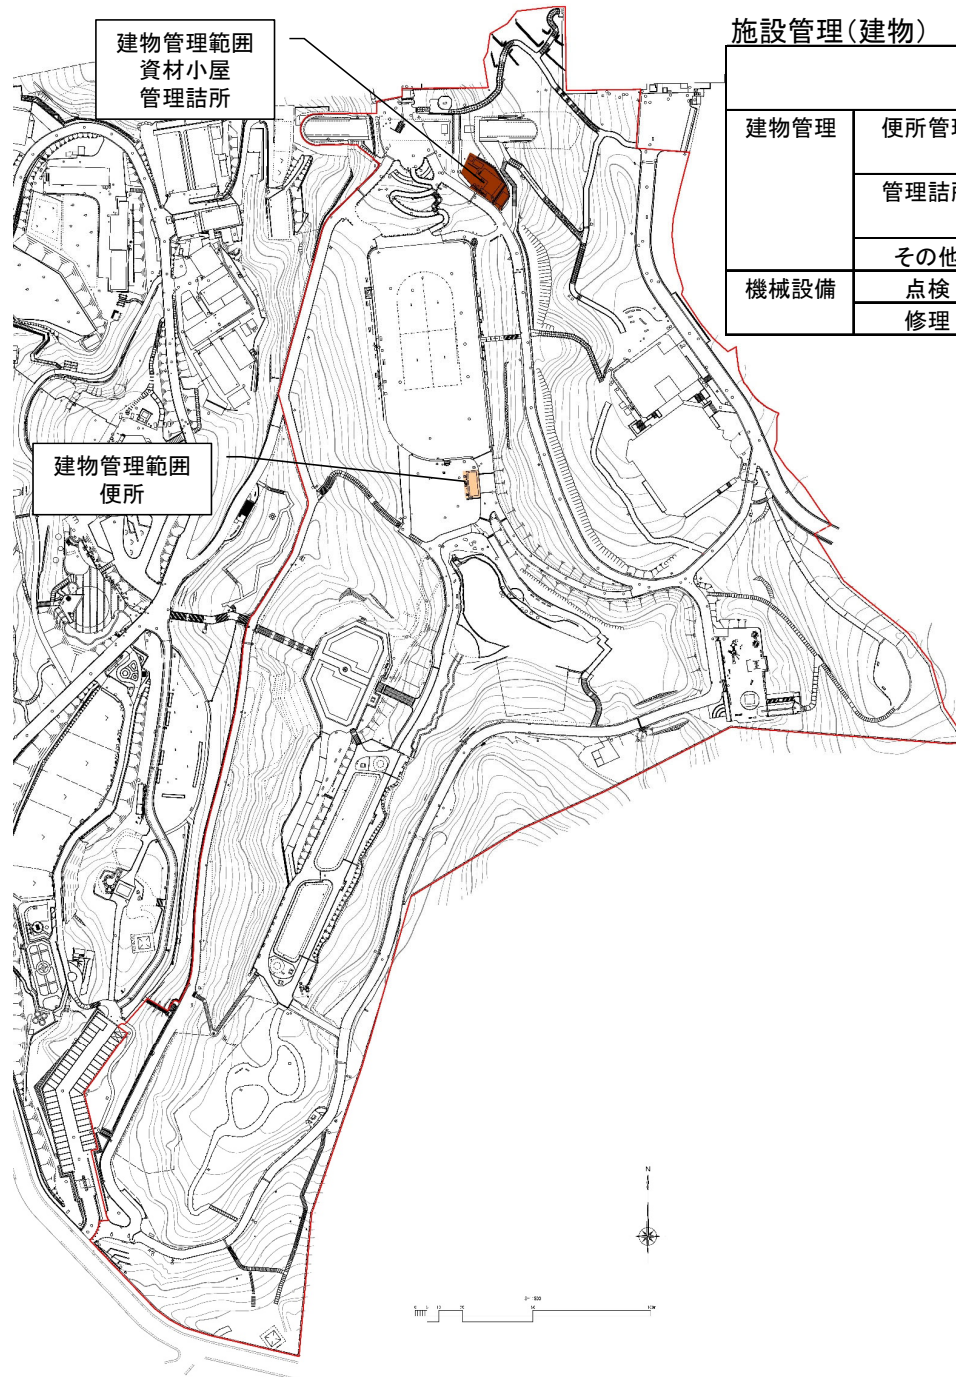 施設管理（建物）
建物管理範囲
資材小屋
管理詰所
建物管理
便所管理
管理詰所
その他
機械設備
点検
修理
建物管理範囲
便所
N